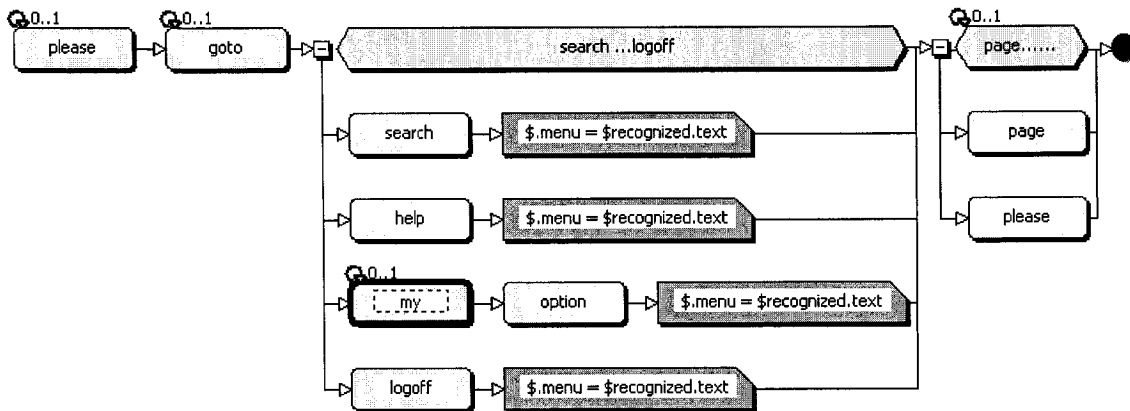 0..1 0..1 0..1
please goto search ...logoff page......
search $.menu = $recognized.text page
help $.menu = $recognized.text please
0..1
my option $.menu = $recognized.text
logoff $.menu = $recognized.text